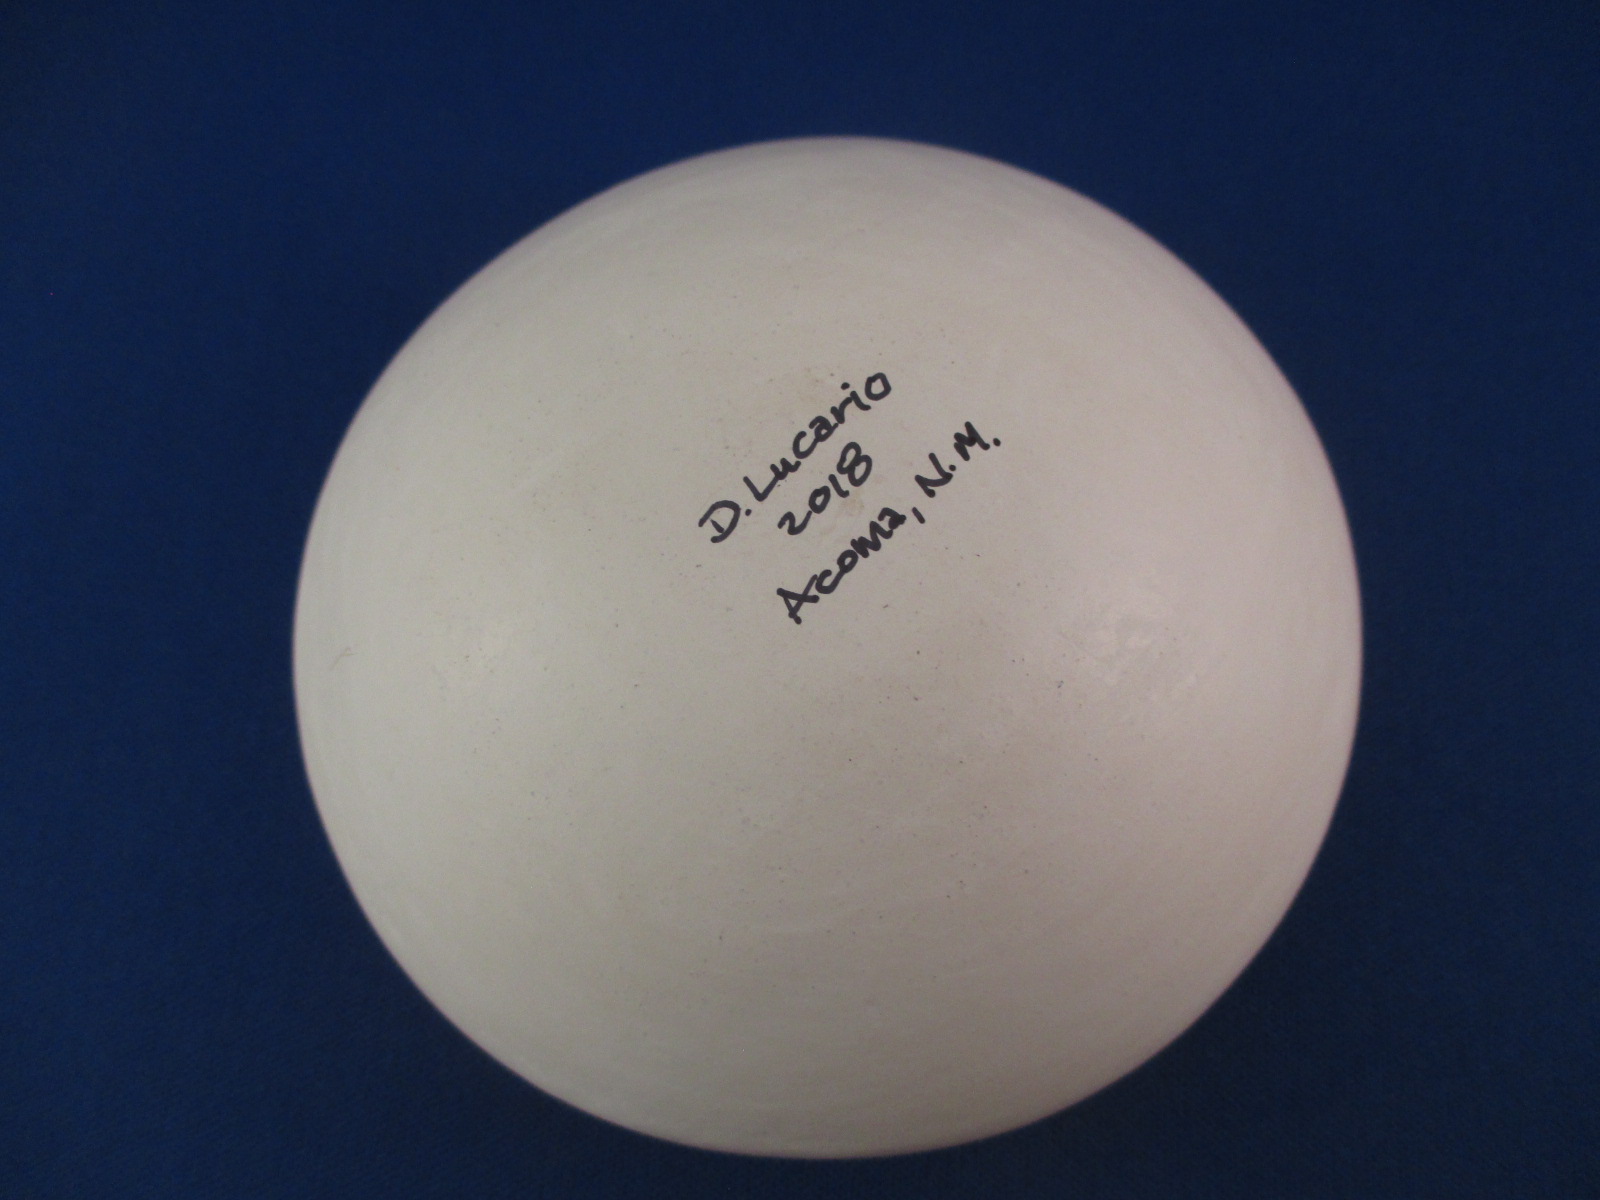 D. Lucario
2018
Acoma, N.M.